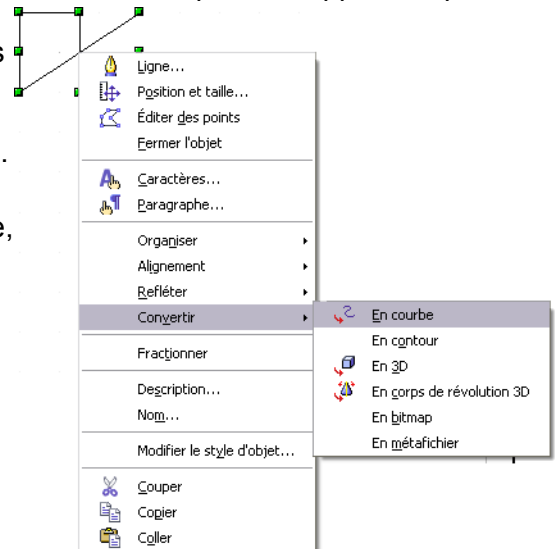 Ligne...
Position et taille...
Éditer des points
Fermer l'objet
Caractères...
Paragraphe...
Organiser
Alignement
Refléter
Convertir
En courbe
En contour
En 3D
En corps de révolution 3D
En bitmap
En métafichier
Fractionner
Description...
Nom...
Modifier le style d'objet...
Couper
Copier
Coller